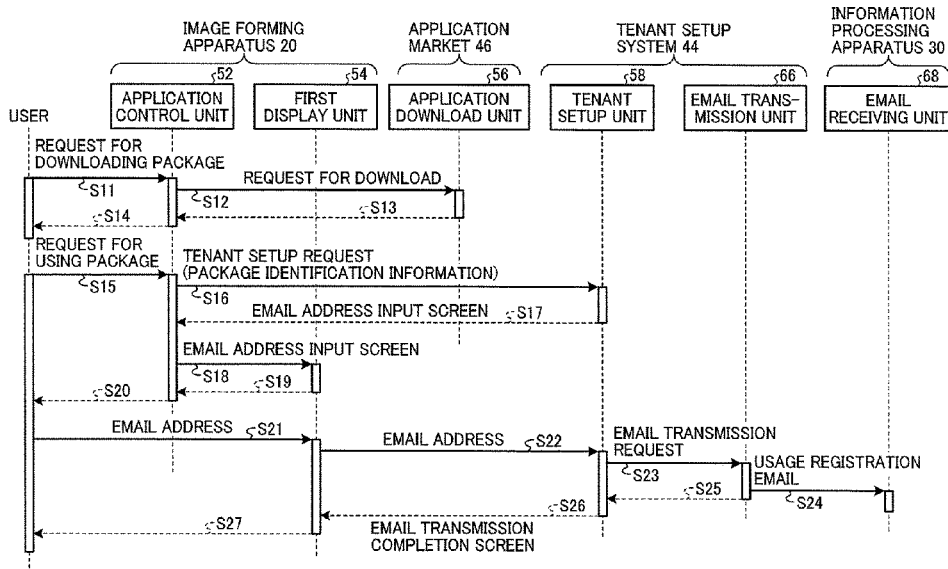 IMAGE FORMING
APPARATUS 20
APPLICATION
MARKET 46
TENANT SETUP
SYSTEM 44
INFORMATION
PROCESSING
APPARATUS 30
52
54
56
58
66
68
USER
APPLICATION
CONTROL UNIT
FIRST
DISPLAY UNIT
APPLICATION
DOWNLOAD UNIT
TENANT
SETUP UNIT
EMAIL TRANS-
MISSION UNIT
EMAIL
RECEIVING UNIT
REQUEST FOR
DOWNLOADING PACKAGE
S11
REQUEST FOR DOWNLOAD
S12
S13
S14
REQUEST FOR
USING PACKAGE
S15
TENANT SETUP REQUEST
(PACKAGE IDENTIFICATION INFORMATION)
S16
EMAIL ADDRESS INPUT SCREEN
S17
EMAIL ADDRESS INPUT SCREEN
S18
S19
S20
EMAIL ADDRESS
S21
EMAIL ADDRESS
S22
EMAIL TRANSMISSION
REQUEST
S23
USAGE REGISTRATION
EMAIL
S24
S25
S26
EMAIL TRANSMISSION
COMPLETION SCREEN
S27